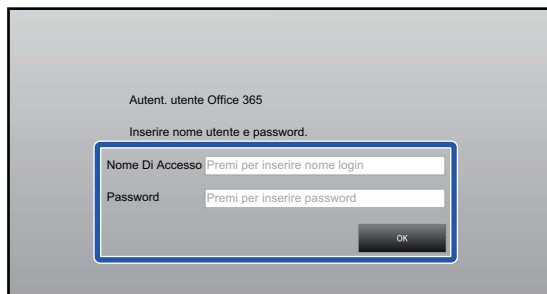 Autent. utente Office 365
Inserire nome utente e password.
Nome Di Accesso Premi per inserire nome login
Password Premi per inserire password
OK